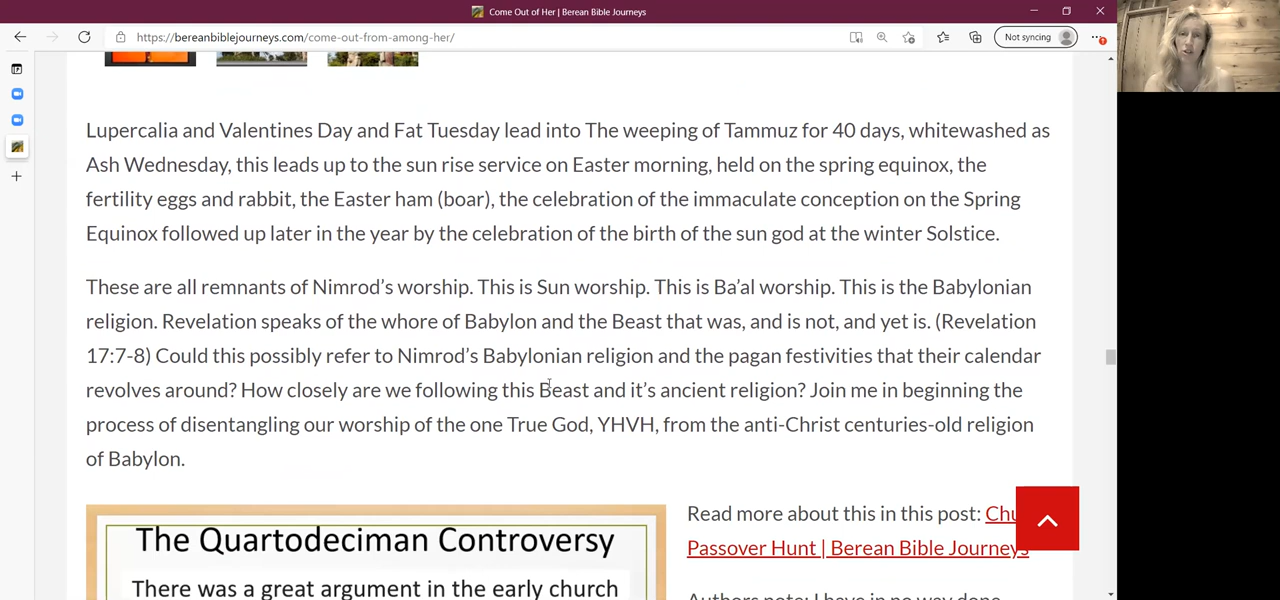 Come Out of Her | Berean Bible Journeys
https://bereanbiblejourneys.com/come-out-from-among-her/
Not syncing
Lupercalia and Valentines Day and Fat Tuesday lead into The weeping of Tammuz for 40 days, whitewashed as
Ash Wednesday, this leads up to the sun rise service on Easter morning, held on the spring equinox, the
fertility eggs and rabbit, the Easter ham (boar), the celebration of the immaculate conception on the Spring
Equinox followed up later in the year by the celebration of the birth of the sun god at the winter Solstice.
These are all remnants of Nimrod’s worship. This is Sun worship. This is Ba’al worship. This is the Babylonian
religion. Revelation speaks of the whore of Babylon and the Beast that was, and is not, and yet is. (Revelation
17:7-8) Could this possibly refer to Nimrod’s Babylonian religion and the pagan festivities that their calendar
revolves around? How closely are we following this Beast and it’s ancient religion? Join me in beginning the
process of disentangling our worship of the one True God, YHVH, from the anti-Christ centuries-old religion
of Babylon.
The Quartodeciman Controversy
There was a great argument in the early church
Read more about this in this post: Chu
Passover Hunt | Berean Bible Journeys
Authors note: I have in no way done